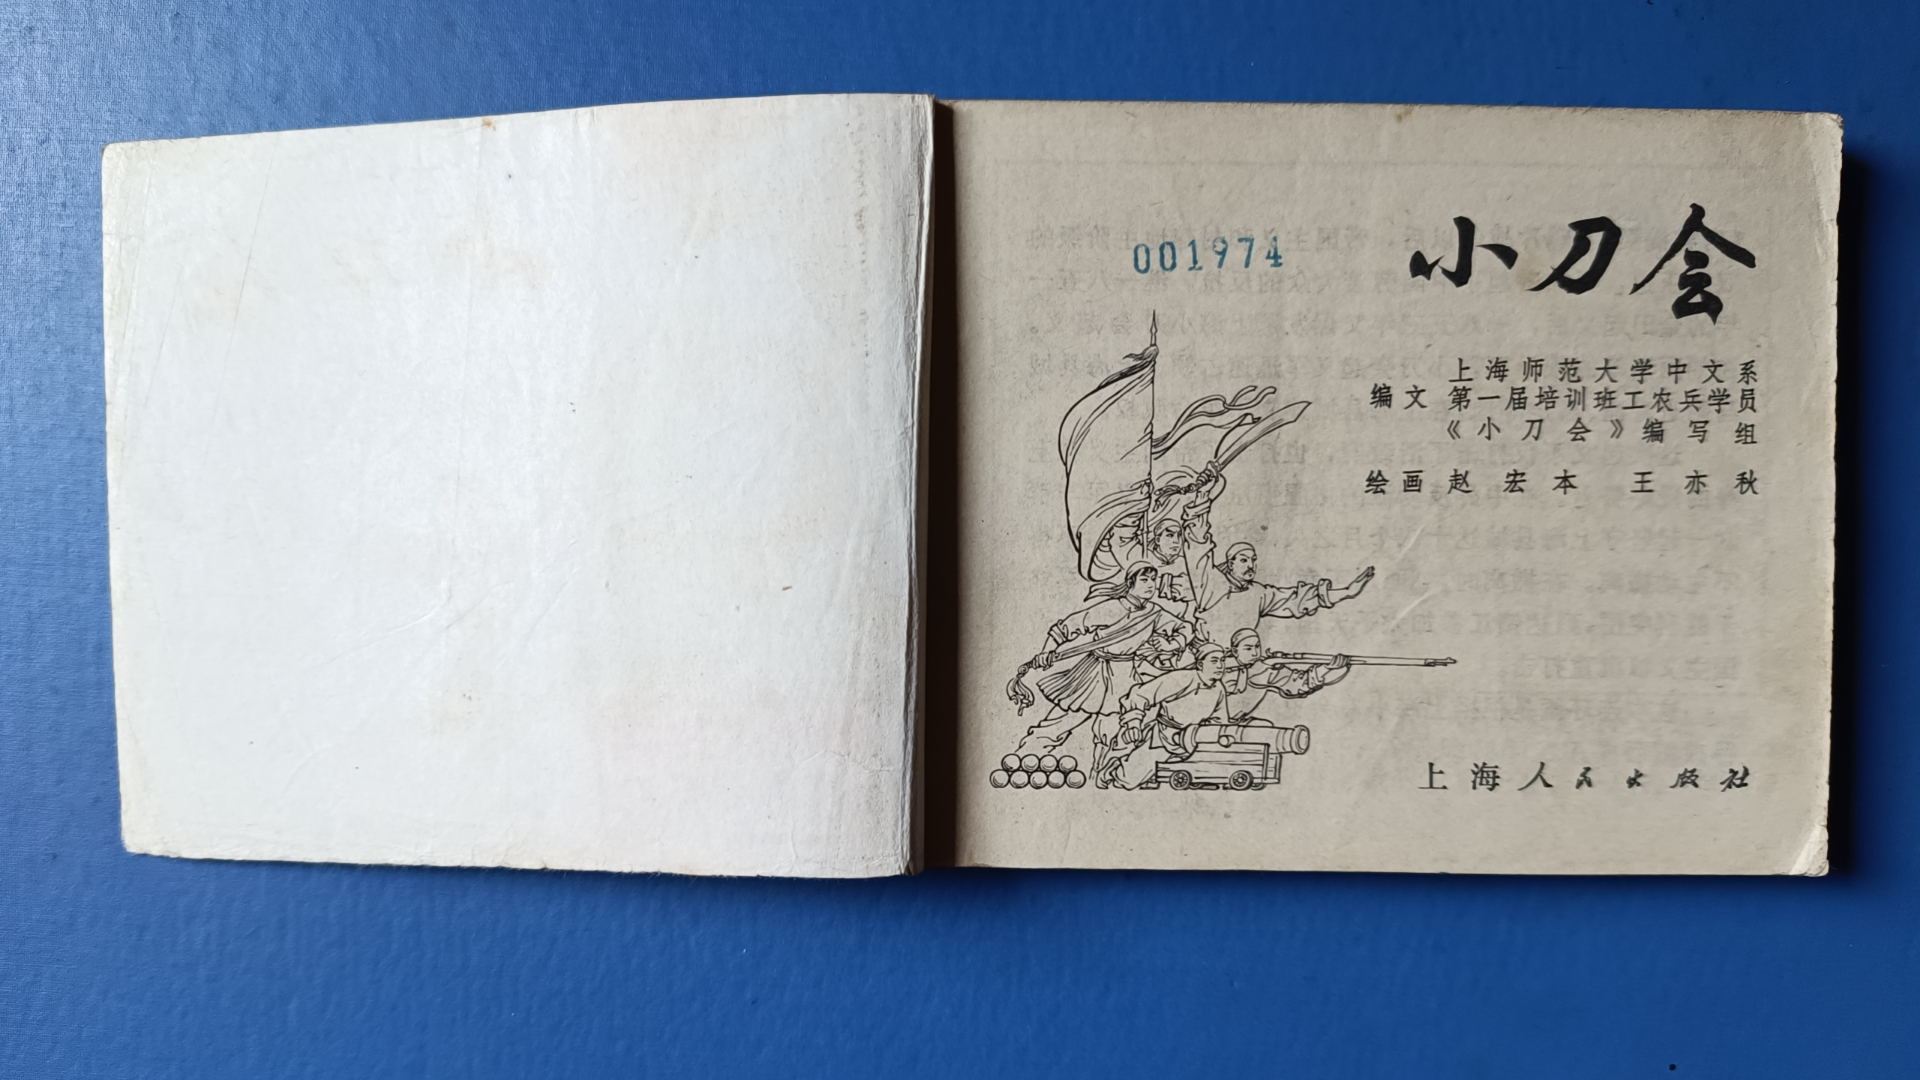 001974
小刀会
上海师范大学中文系
编文 第一届培训班工农兵学员
《小刀会》编写组
绘画 赵宏本 王亦秋
上海人民出版社